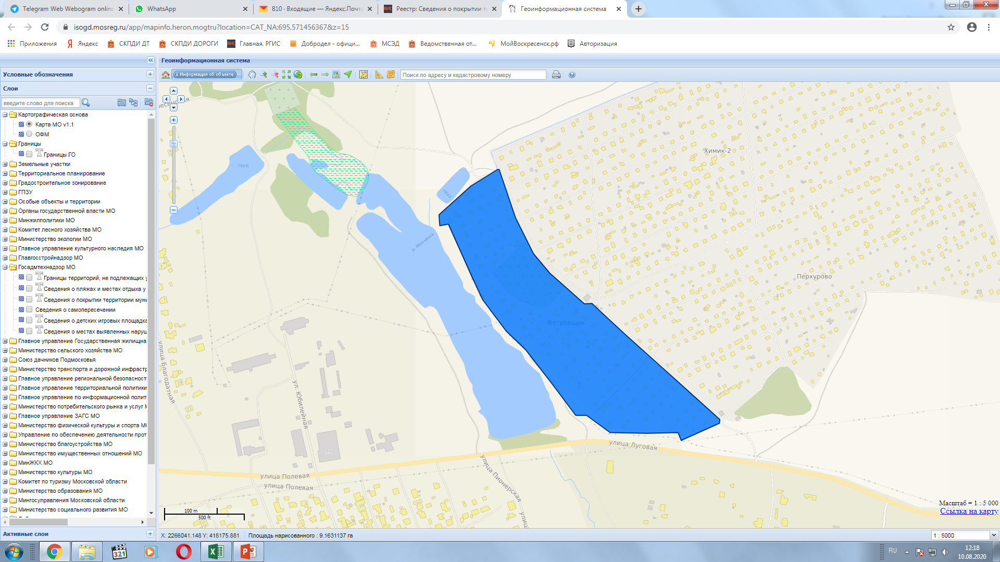 Telegram Web Webogram online
WhatsApp
810 · Входящие — Яндекс.Почта
Реестр: Сведения о покрытии т
Геоинформационная система
isogd.mosreg.ru/app/mapinfo.heron.mogtru?location=CAT_NA:695,571456367&z=15
Приложения
Яндекс
СКПДИ ДТ
СКПДИ ДОРОГИ
Главная. РГИС
Добродел - офици...
МСЭД
Ведомственная от...
МойВоскресенск.рф
Авторизация
Геоинформационная система
Информация об объекте
Поиск по адресу и кадастровому номеру
Условные обозначения
Слои
введите слово для поиска
Картографическая основа
Карта МО v1.1
ОФМ
Границы
Границы ГО
Земельные участки
Территориальное планирование
Градостроительное зонирование
ГПЗУ
Особые объекты и территории
Органы государственной власти МО
Минжилполитики МО
Комитет лесного хозяйства МО
Министерство экологии МО
Главное управление культурного наследия МО
Главгосстройнадзор МО
Госадмтехнадзор МО
Границы территорий, не подлежащих у
Сведения о пляжах и местах отдыха у
Сведения о покрытии территории муни
Сведения о самопересечении
Сведения о детских игровых площадка
Сведения о местах выявленных наруш
Главное управление Государственная жилищна
Министерство сельского хозяйства МО
Союз дачников Подмосковья
Министерство транспорта и дорожной инфрастр
Главное управление региональной безопасност
Главное управление территориальной политики
Главное управление по информационной полит
Министерство потребительского рынка и услуг М
Главное управление ЗАГС МО
Министерство физической культуры и спорта МО
Управление по обеспечению деятельности прот
Министерство благоустройства МО
Министерство имущественных отношений МО
МинЖКХ МО
Министерство культуры МО
Комитет по туризму Московской области
Министерство образования МО
Мингосуправления Московской области
Министерство социального развития МО
Активные слои
пруд
пруд
р. Молчанка
Химик-2
Перхурово
Фетровщик
улица Благодатная
ул. Юбилейная
19
21
25
улица Луговая
улица Полевая
улица Полевая
улица Пионерская
улица
100 m
500 ft
Масштаб = 1 : 5 000
Ссылка на карту
X: 2266041.148 Y: 418175.881
Площадь нарисованного : 9.1631137 га
1 : 5000
321
RU
12:18
10.08.2020